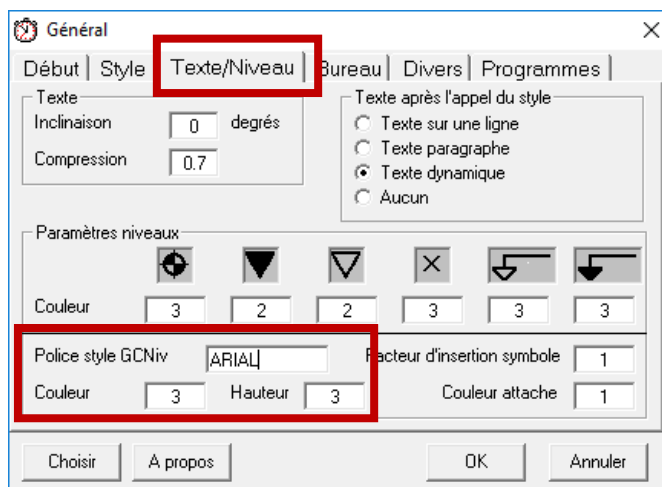 Général
Début Style Texte/Niveau Bureau Divers Programmes
Texte
Inclinaison 0 degrés
Compression 0.7
Texte après l'appel du style
Texte sur une ligne
Texte paragraphe
Texte dynamique
Aucun
Paramètres niveaux
Couleur 3 2 2 3 3 3
Police style GCNiv ARIAL Facteur d'insertion symbole 1
Couleur 3 Hauteur 3 Couleur attache 1
Choisir A propos OK Annuler